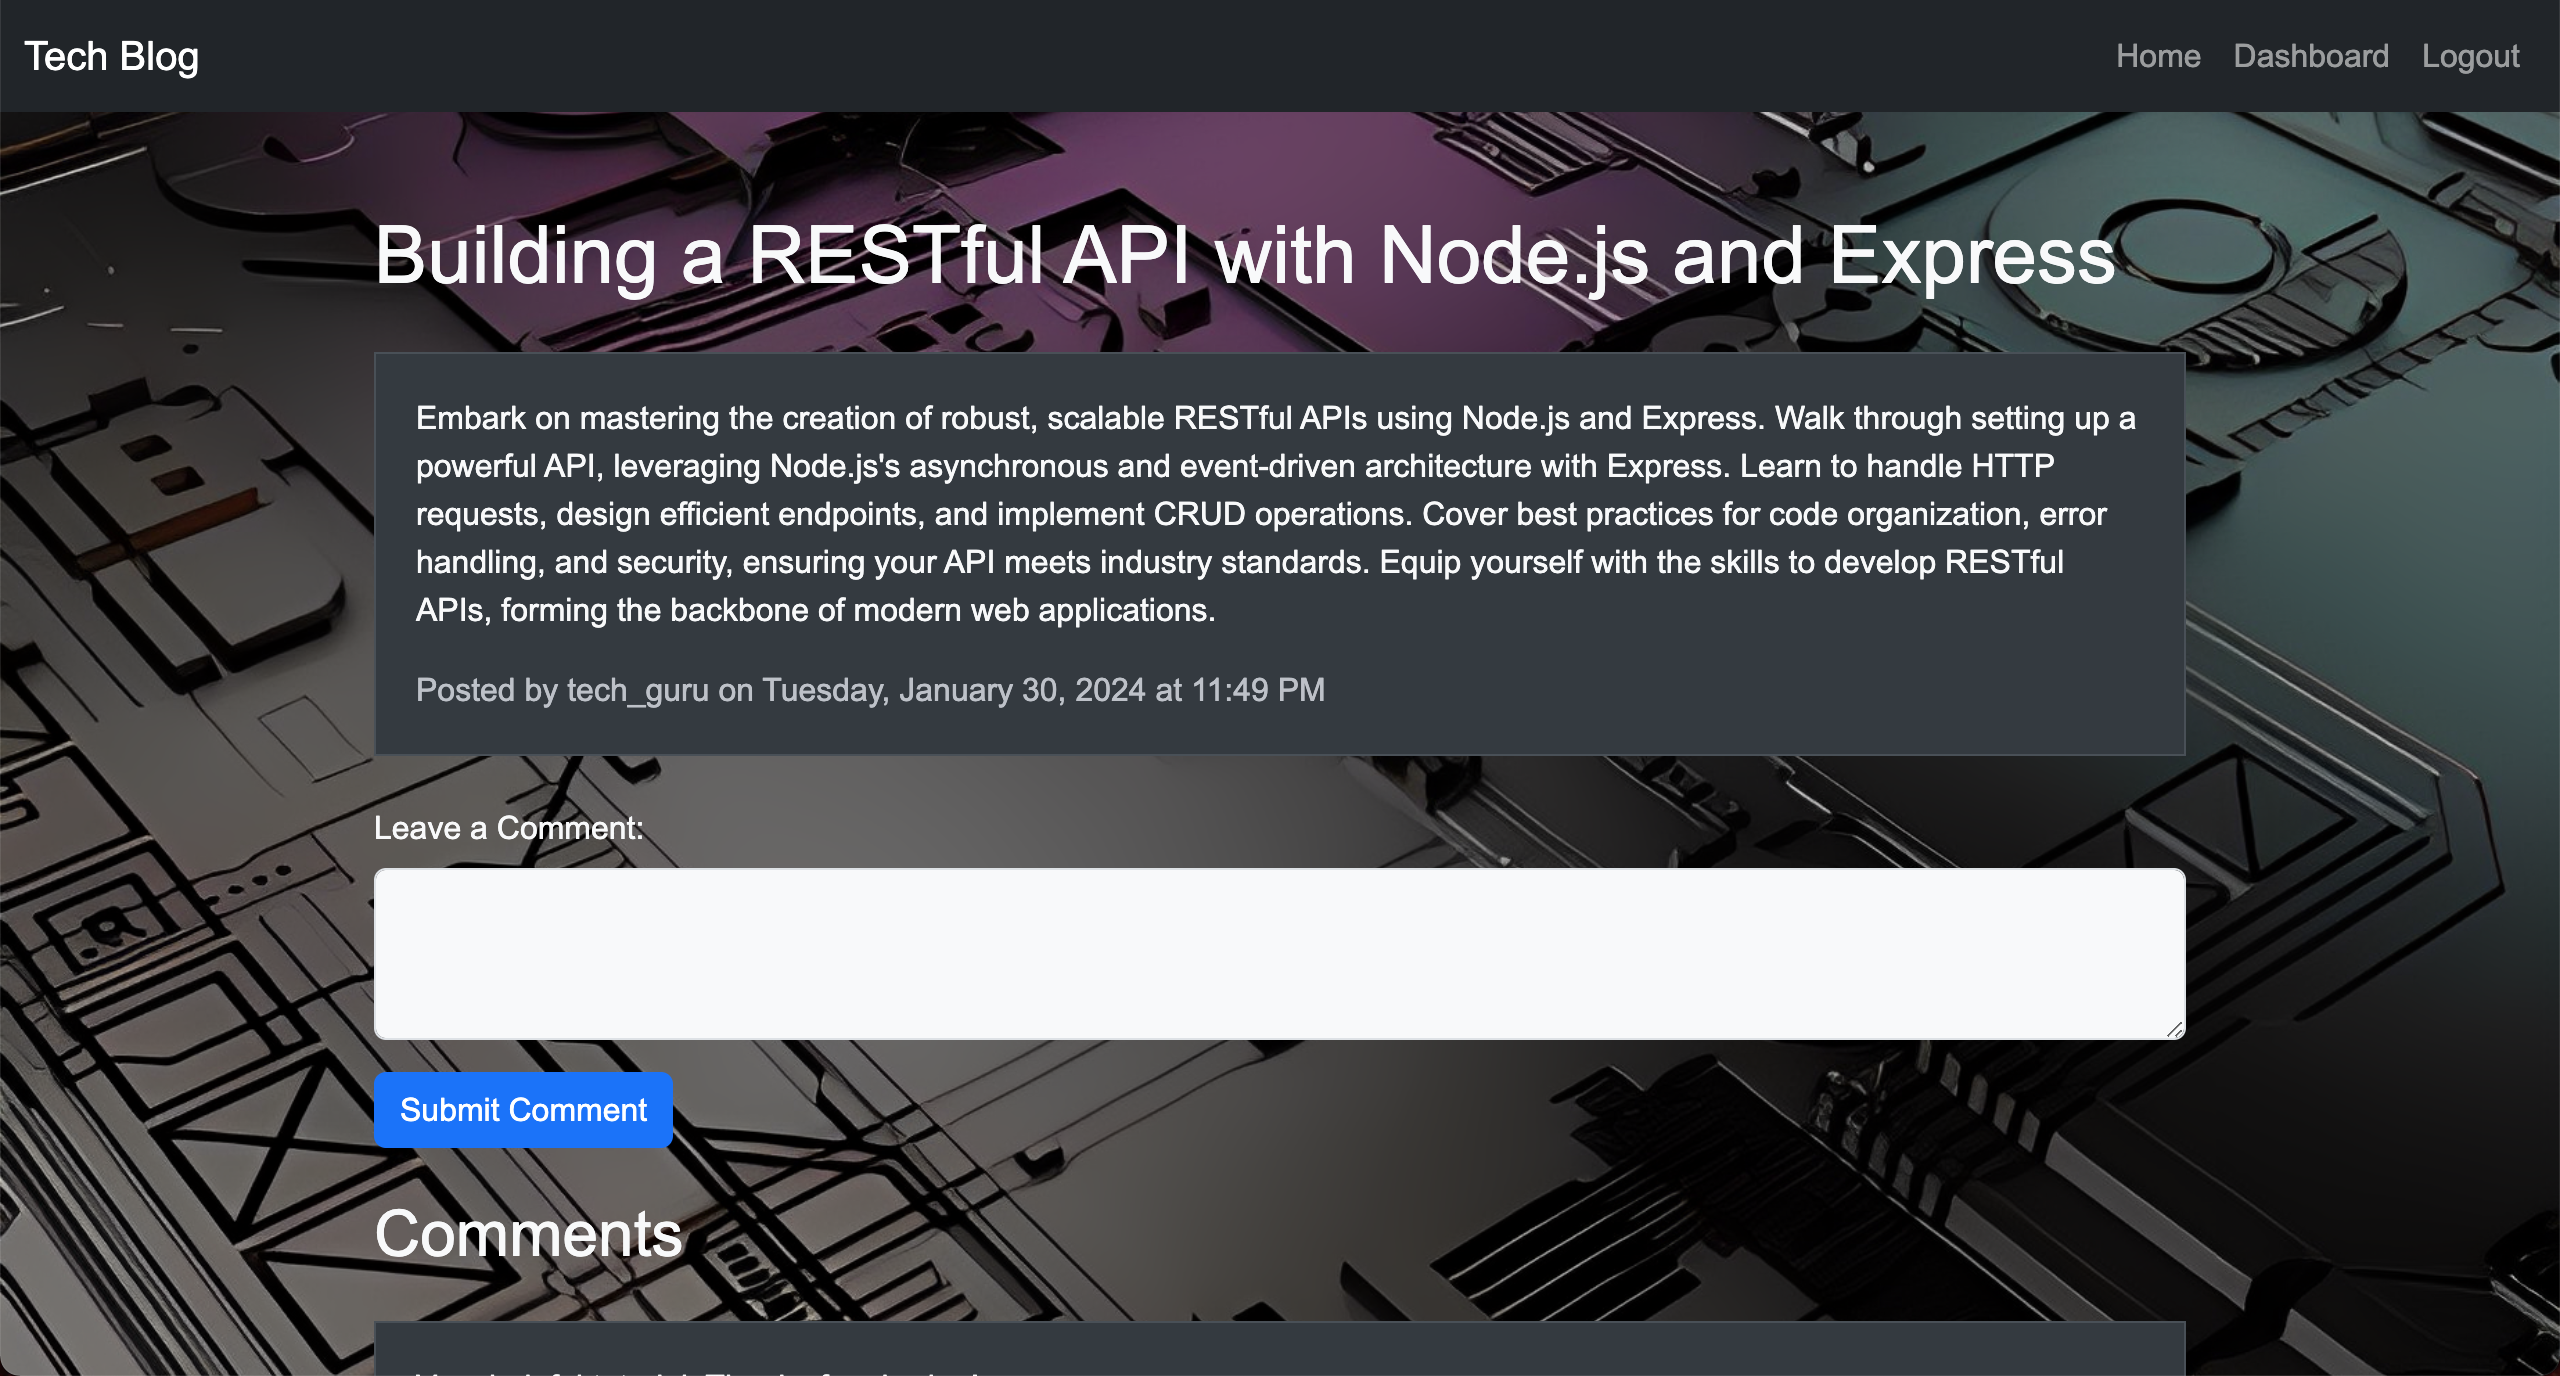 Tech Blog
Home Dashboard Logout
Building a RESTful API with Node.js and Express
Embark on mastering the creation of robust, scalable RESTful APIs using Node.js and Express. Walk through setting up a
powerful API, leveraging Node.js's asynchronous and event-driven architecture with Express. Learn to handle HTTP
requests, design efficient endpoints, and implement CRUD operations. Cover best practices for code organization, error
handling, and security, ensuring your API meets industry standards. Equip yourself with the skills to develop RESTful
APIs, forming the backbone of modern web applications.
Posted by tech_guru on Tuesday, January 30, 2024 at 11:49 PM
Leave a Comment:
Submit Comment
Comments